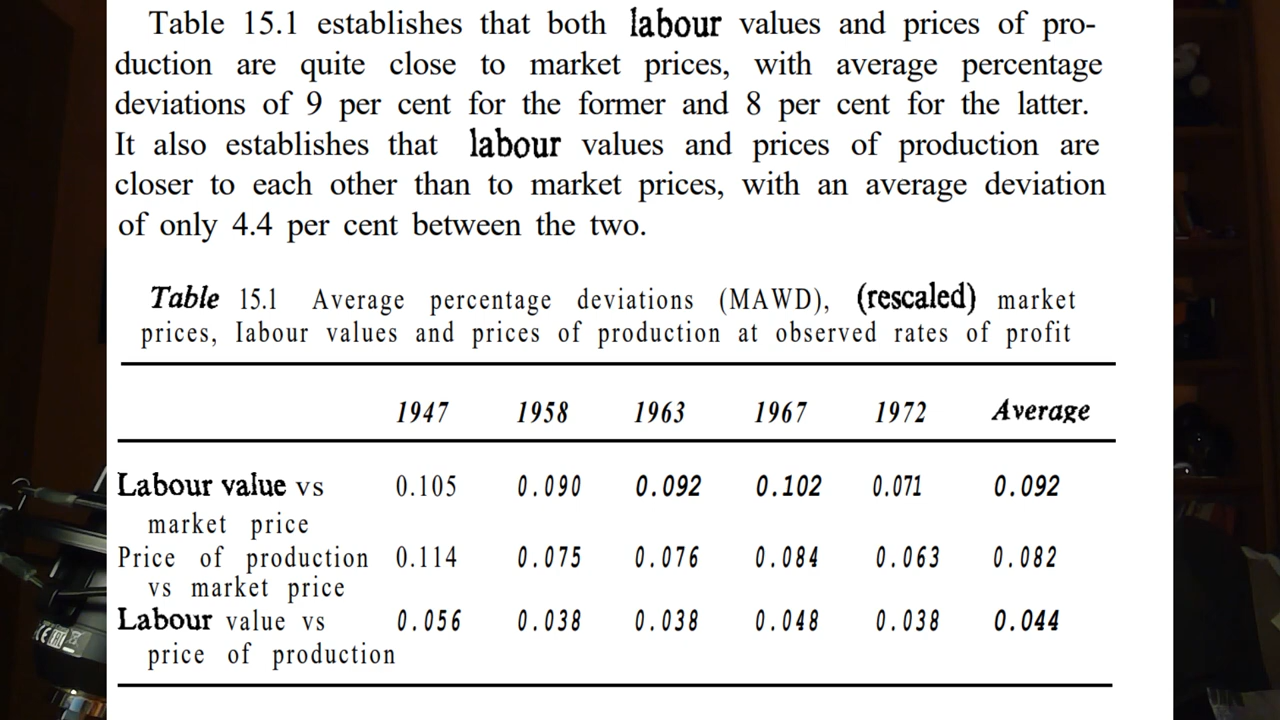 Table 15.1 establishes that both labour values and prices of pro-
duction are quite close to market prices, with average percentage
deviations of 9 per cent for the former and 8 per cent for the latter.
It also establishes that labour values and prices of production are
closer to each other than to market prices, with an average deviation
of only 4.4 per cent between the two.
Table 15.1 Average percentage deviations (MAWD), (rescaled) market
prices, labour values and prices of production at observed rates of profit
1947 1958 1963 1967 1972 Average
Labour value vs 0.105 0.090 0.092 0.102 0.071 0.092
market price
Price of production 0.114 0.075 0.076 0.084 0.063 0.082
vs market price
Labour value vs 0.056 0.038 0.038 0.048 0.038 0.044
price of production
CE